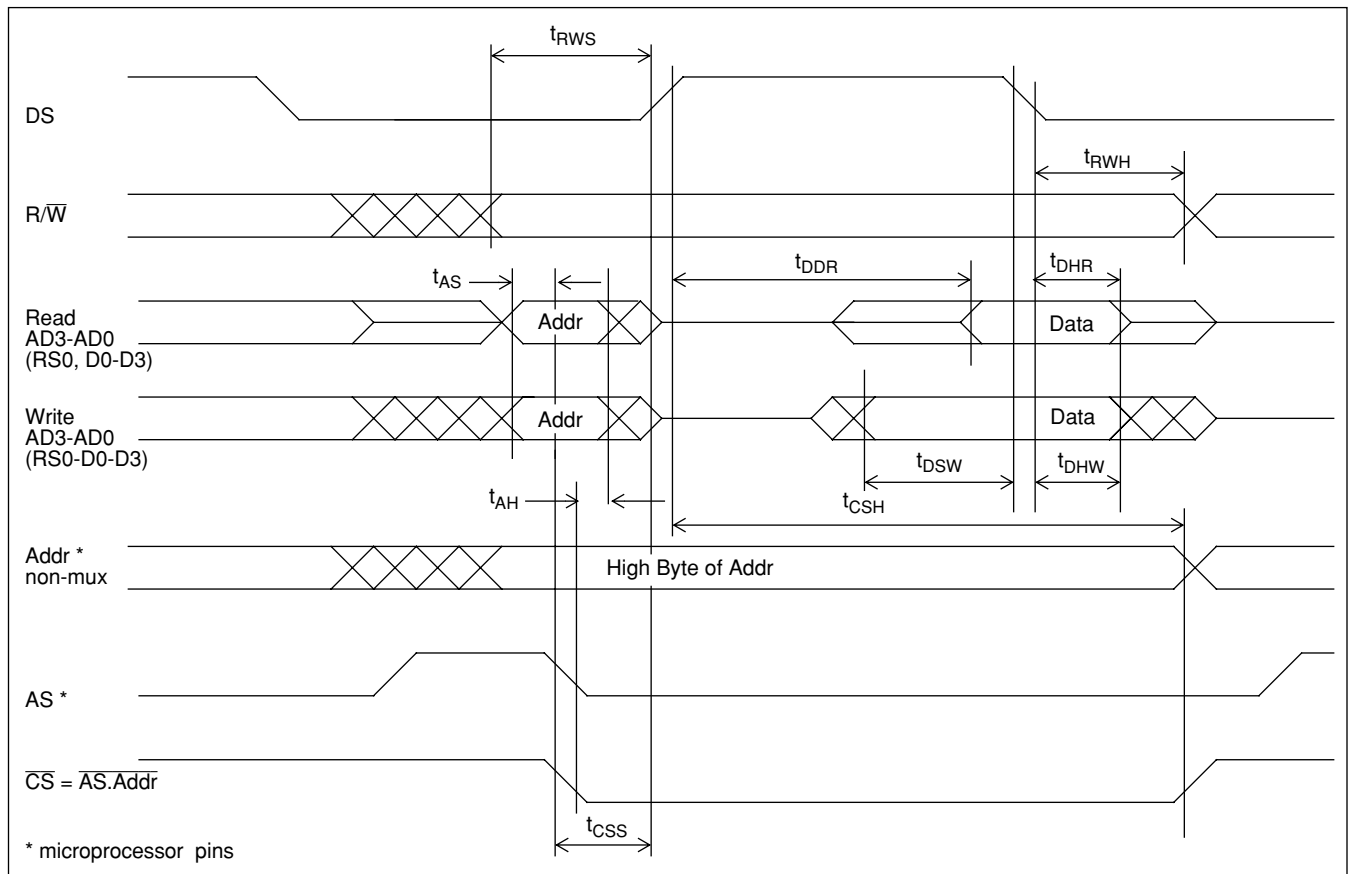 tRWS
DS
tRWH
R/W
tDDR
tDHR
tAS
Read
AD3-AD0
(RS0, D0-D3)
Addr
Data
Write
AD3-AD0
(RS0-D0-D3)
Addr
Data
tDSW
tDHW
tAH
tCSH
Addr *
non-mux
High Byte of Addr
AS *
CS = AS.Addr
tCSS
* microprocessor pins